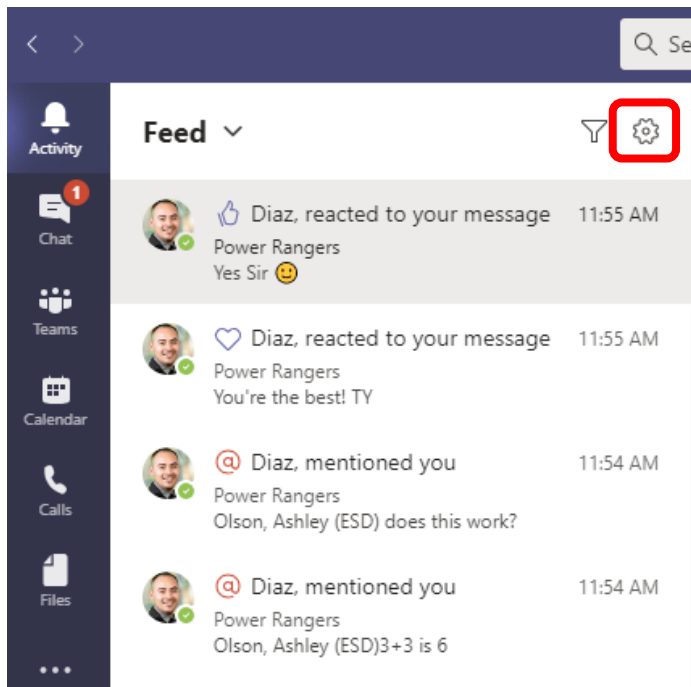 Se
Activity
1
Chat
Teams
Calendar
Calls
Files
Feed
Diaz, reacted to your message 11:55 AM
Power Rangers
Yes Sir 🙂
Diaz, reacted to your message 11:55 AM
Power Rangers
You're the best! TY
@ Diaz, mentioned you 11:54 AM
Power Rangers
Olson, Ashley (ESD) does this work?
@ Diaz, mentioned you 11:54 AM
Power Rangers
Olson, Ashley (ESD)3+3 is 6